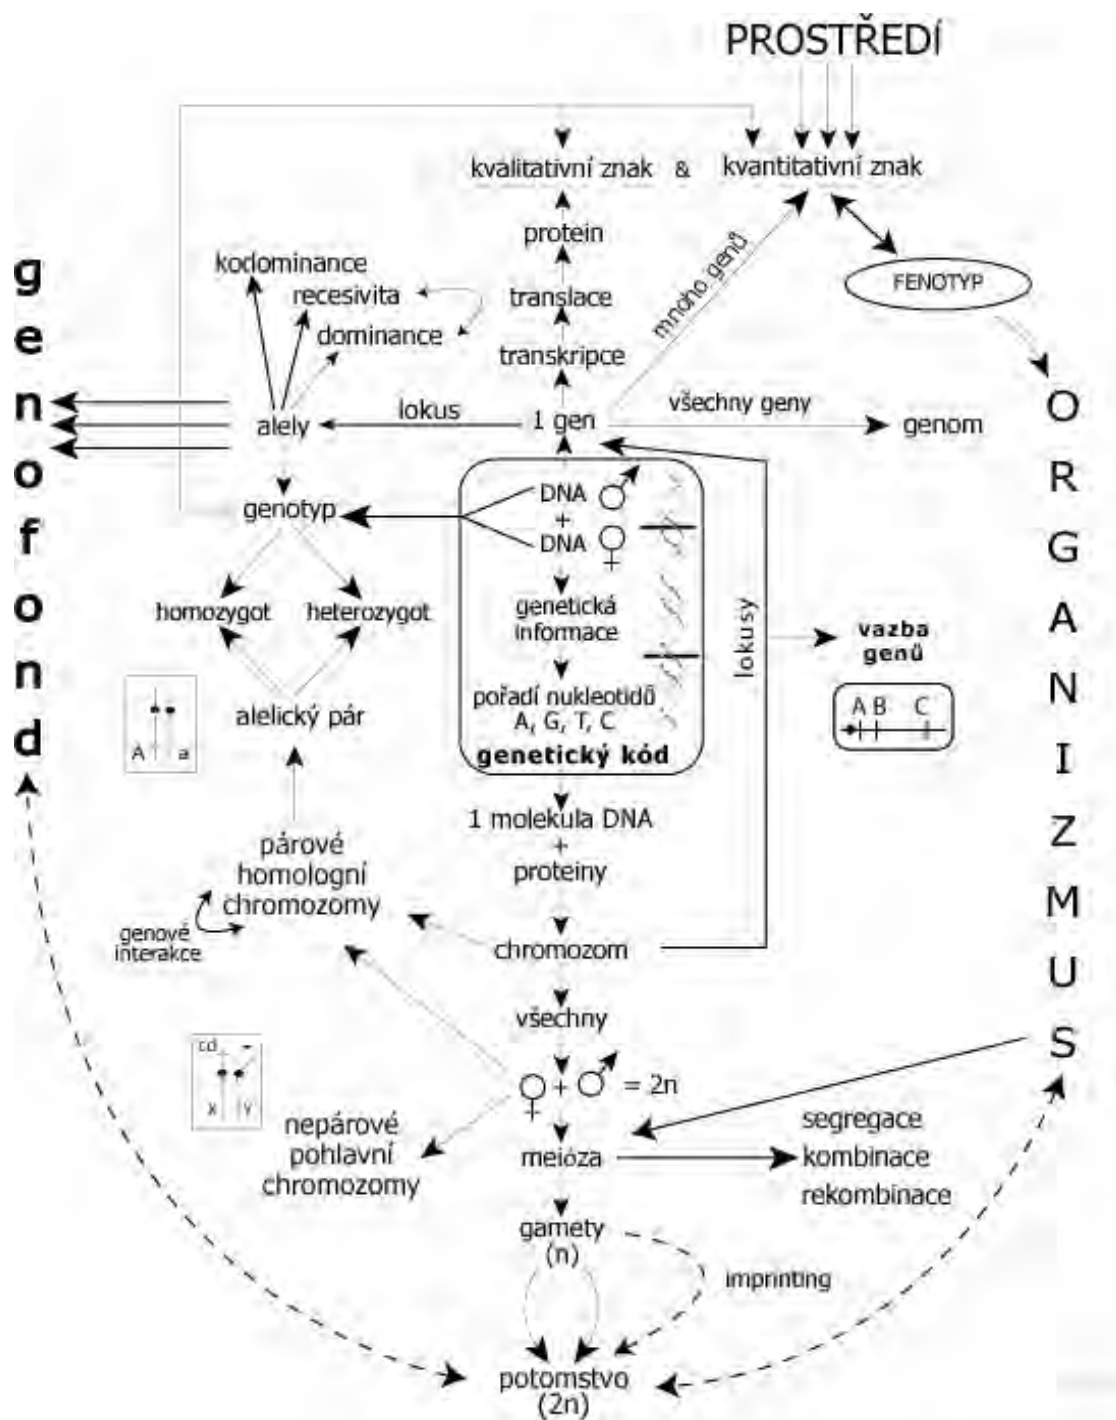 PROSTŘEDÍ
kvalitativní znak & kvantitativní znak
protein
mnoho genů
kodominance
recesivita
translace
FENOTYP
dominance
transkripce
genofond
ORGANIZMUS
lokus
všechny geny
alely
1 gen
genom
DNA
+
DNA
genotyp
homozygot
heterozygot
genetická
informace
lokusy
vazba
genů
pořadí nukleotidů
A, G, T, C
genetický kód
A B C
alelický pár
A a
1 molekula DNA
+
proteiny
párové
homologní
chromozomy
genové
interakce
chromozom
všechny
cd -
x y
♀ + ♂ = 2n
nepárové
pohlavní
chromozomy
meióza
segregace
kombinace
rekombinace
gamety
(n)
imprinting
potomstvo
(2n)